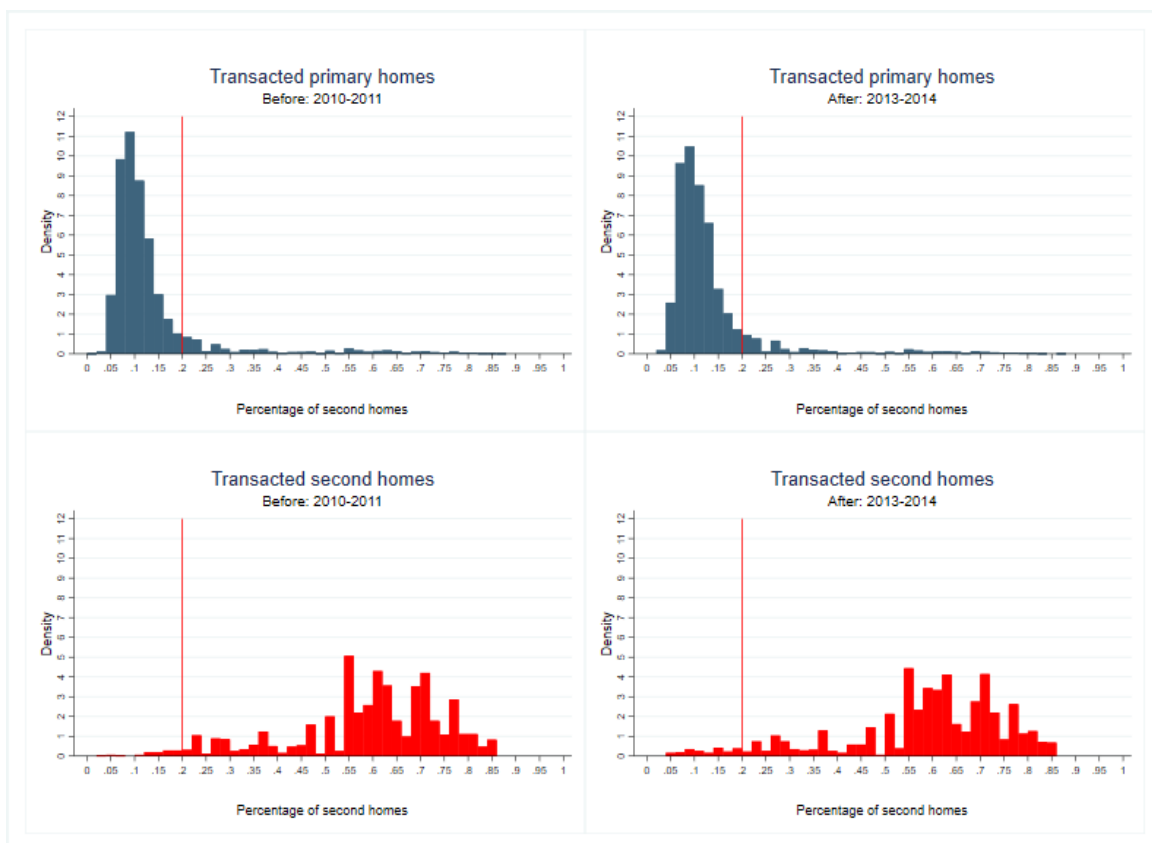 Transacted primary homes
Before: 2010-2011
Density
0 1 2 3 4 5 6 7 8 9 10 11 12
0 .05 .1 .15 .2 .25 .3 .35 .4 .45 .5 .55 .6 .65 .7 .75 .8 .85 .9 .95 1
Percentage of second homes
Transacted primary homes
After: 2013-2014
Density
0 1 2 3 4 5 6 7 8 9 10 11 12
0 .05 .1 .15 .2 .25 .3 .35 .4 .45 .5 .55 .6 .65 .7 .75 .8 .85 .9 .95 1
Percentage of second homes
Transacted second homes
Before: 2010-2011
Density
0 1 2 3 4 5 6 7 8 9 10 11 12
0 .05 .1 .15 .2 .25 .3 .35 .4 .45 .5 .55 .6 .65 .7 .75 .8 .85 .9 .95 1
Percentage of second homes
Transacted second homes
After: 2013-2014
Density
0 1 2 3 4 5 6 7 8 9 10 11 12
0 .05 .1 .15 .2 .25 .3 .35 .4 .45 .5 .55 .6 .65 .7 .75 .8 .85 .9 .95 1
Percentage of second homes